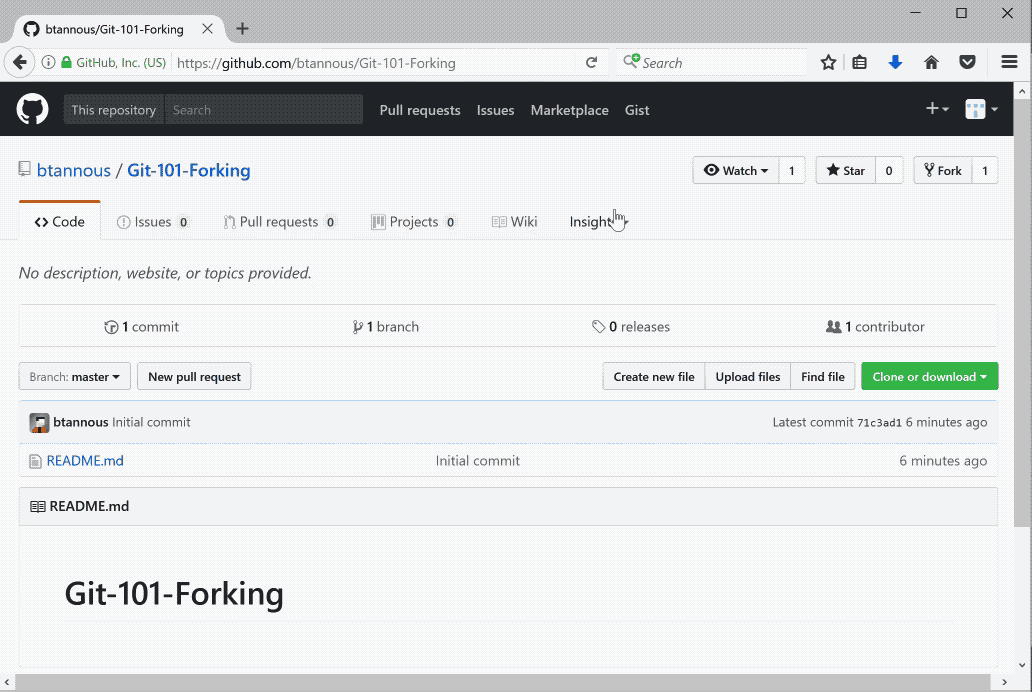 btannous/Git-101-Forking
GitHub, Inc. (US) https://github.com/btannous/Git-101-Forking Search
This repository Search Pull requests Issues Marketplace Gist
btannous / Git-101-Forking Watch 1 Star 0 Fork 1
Code Issues 0 Pull requests 0 Projects 0 Wiki
No description, website, or topics provided.
1 commit 1 branch 0 releases 1 contributor
Branch: master New pull request Create new file Upload files Find file Clone or download
btannous Initial commit Latest commit 71c3ad1 6 minutes ago
README.md Initial commit 6 minutes ago
README.md
Git-101-Forking